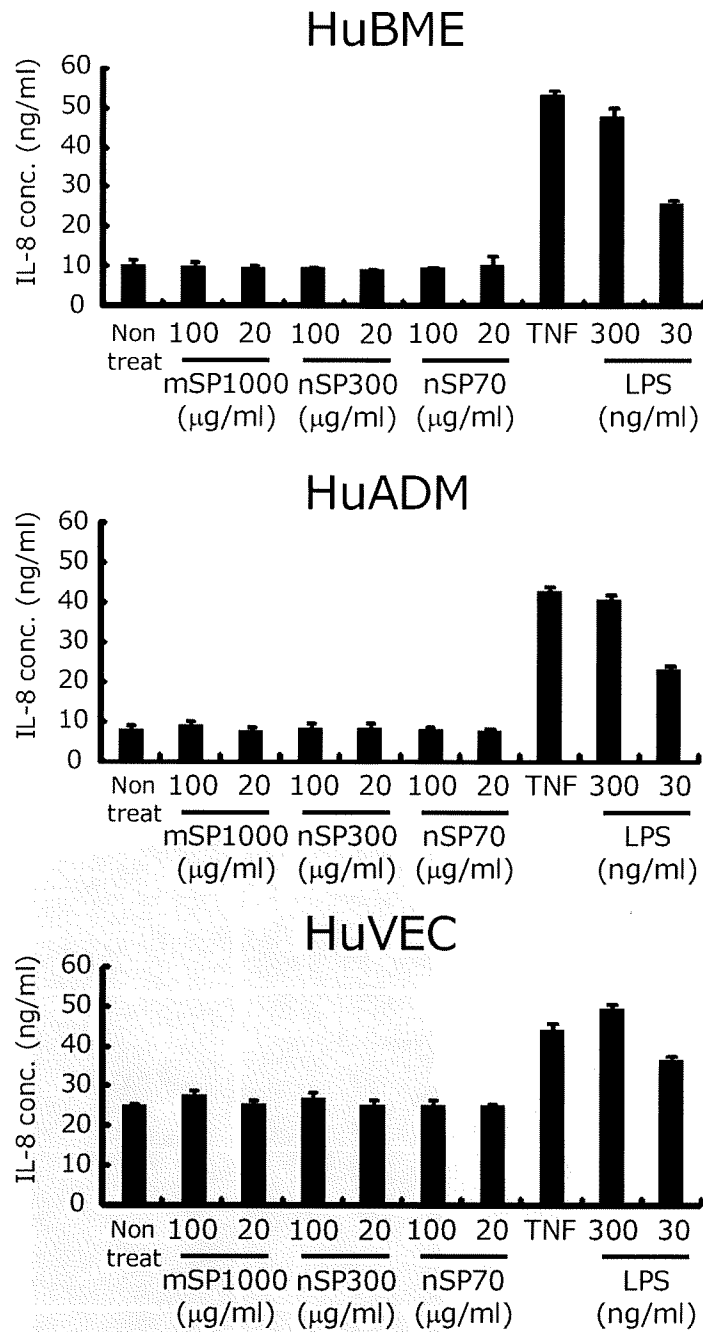 HuBME
IL-8 conc. (ng/ml)
60
50
40
30
20
10
0
Non treat 100 20 100 20 100 20 TNF 300 30
mSP1000 nSP300 nSP70 LPS
(μg/ml) (μg/ml) (μg/ml) (ng/ml)
HuADM
IL-8 conc. (ng/ml)
60
50
40
30
20
10
0
Non treat 100 20 100 20 100 20 TNF 300 30
mSP1000 nSP300 nSP70 LPS
(μg/ml) (μg/ml) (μg/ml) (ng/ml)
HuVEC
IL-8 conc. (ng/ml)
60
50
40
30
20
10
0
Non treat 100 20 100 20 100 20 TNF 300 30
mSP1000 nSP300 nSP70 LPS
(μg/ml) (μg/ml) (μg/ml) (ng/ml)